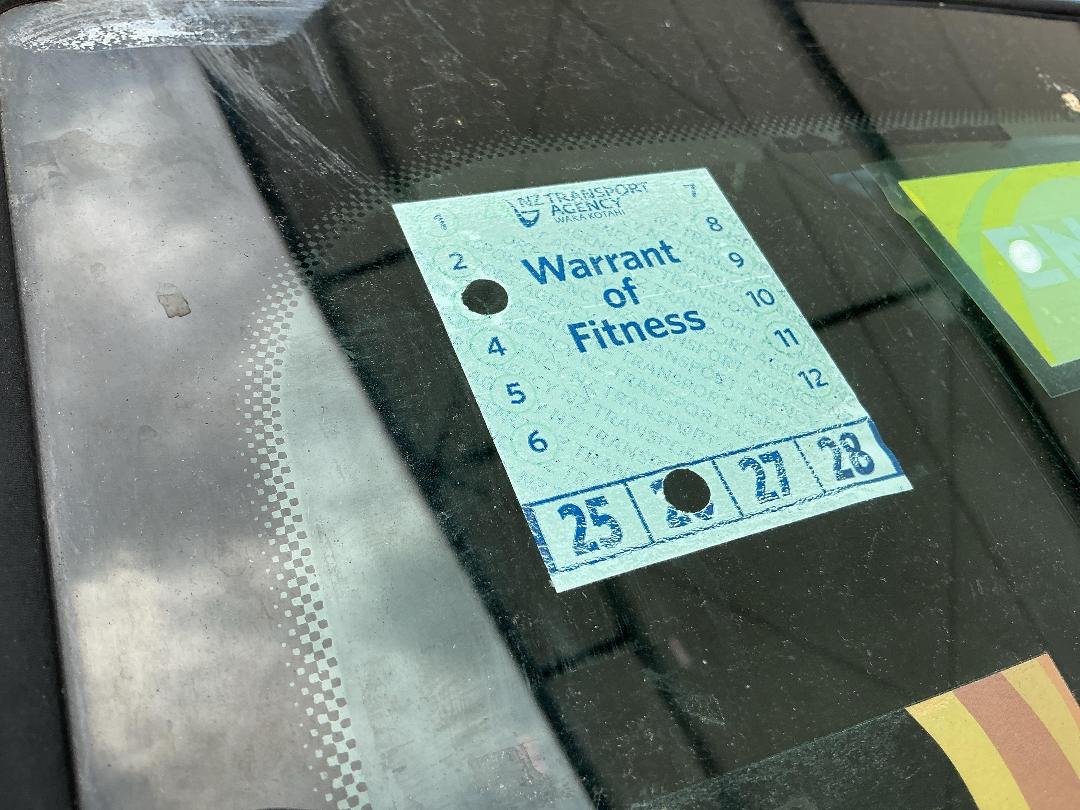 NZ TRANSPORT
AGENCY
WAKA KOTAHI
Warrant
of
Fitness
1
2
4
5
6
7
8
9
10
11
12
25
27
28